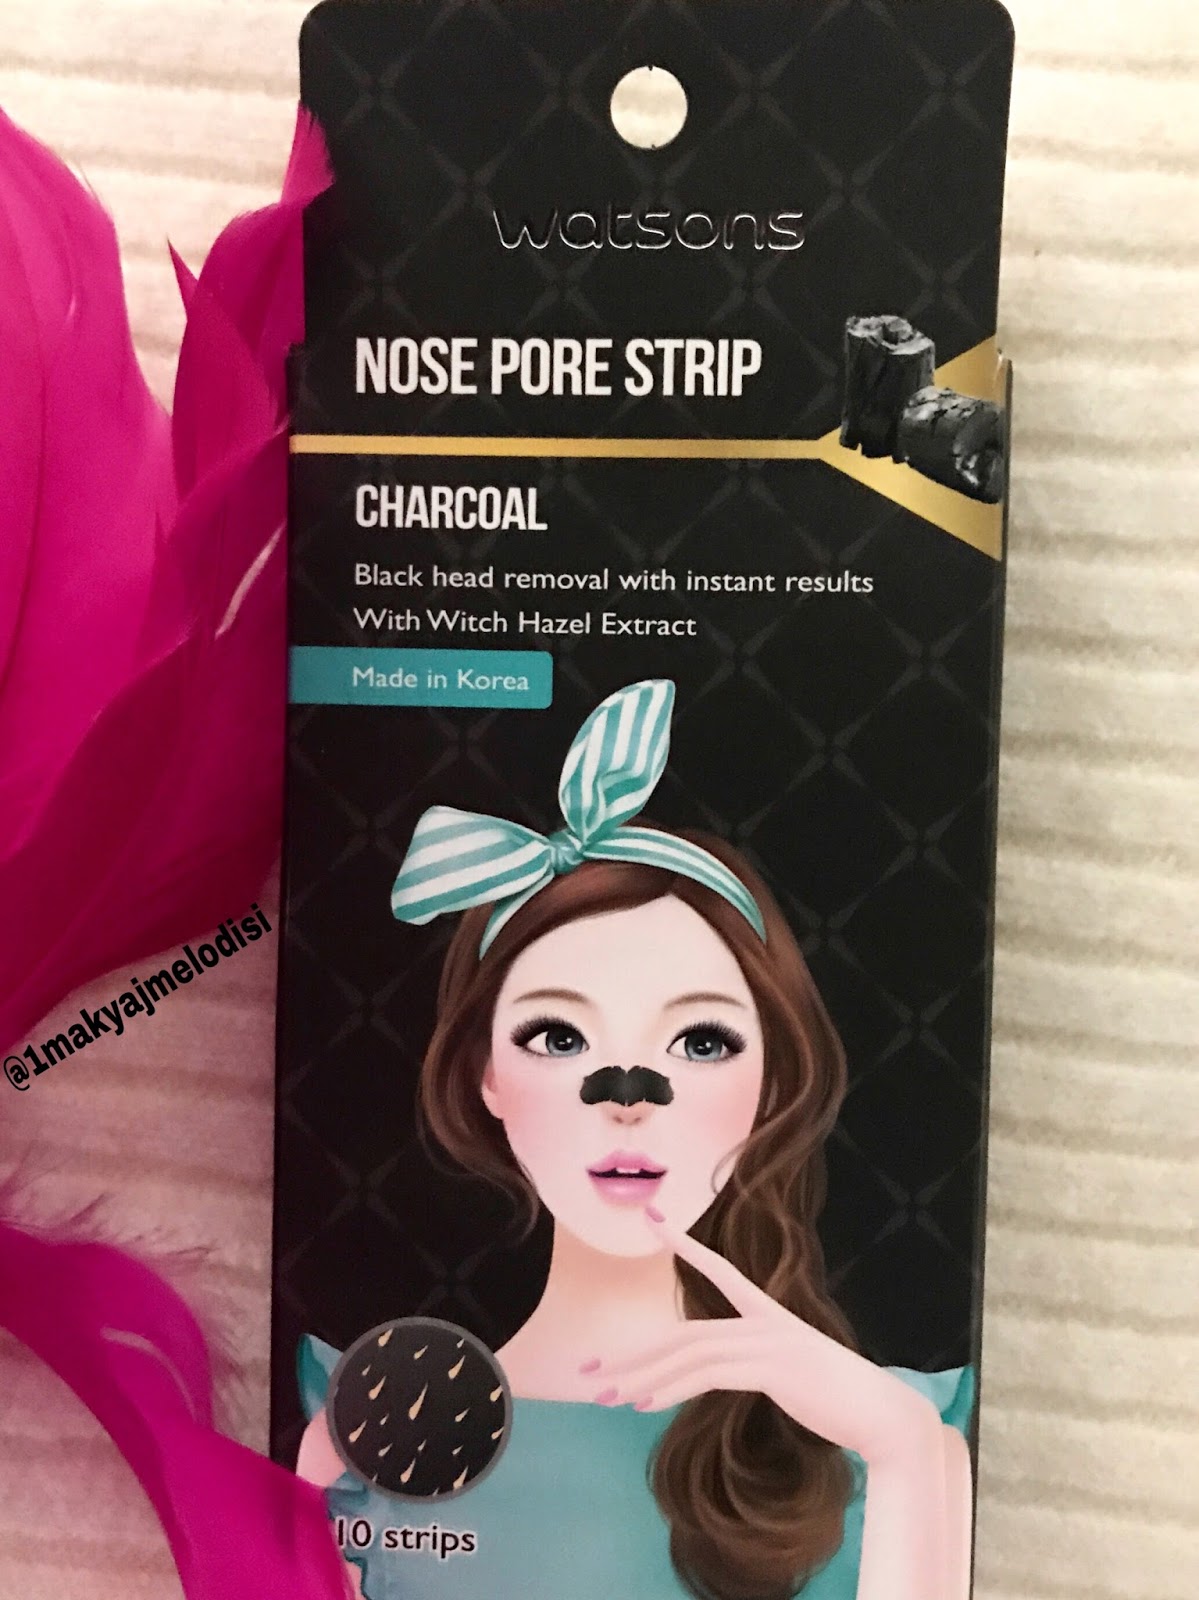 watsons
NOSE PORE STRIP
CHARCOAL
Black head removal with instant results
With Witch Hazel Extract
Made in Korea
@1makyajmelodisi
10 strips